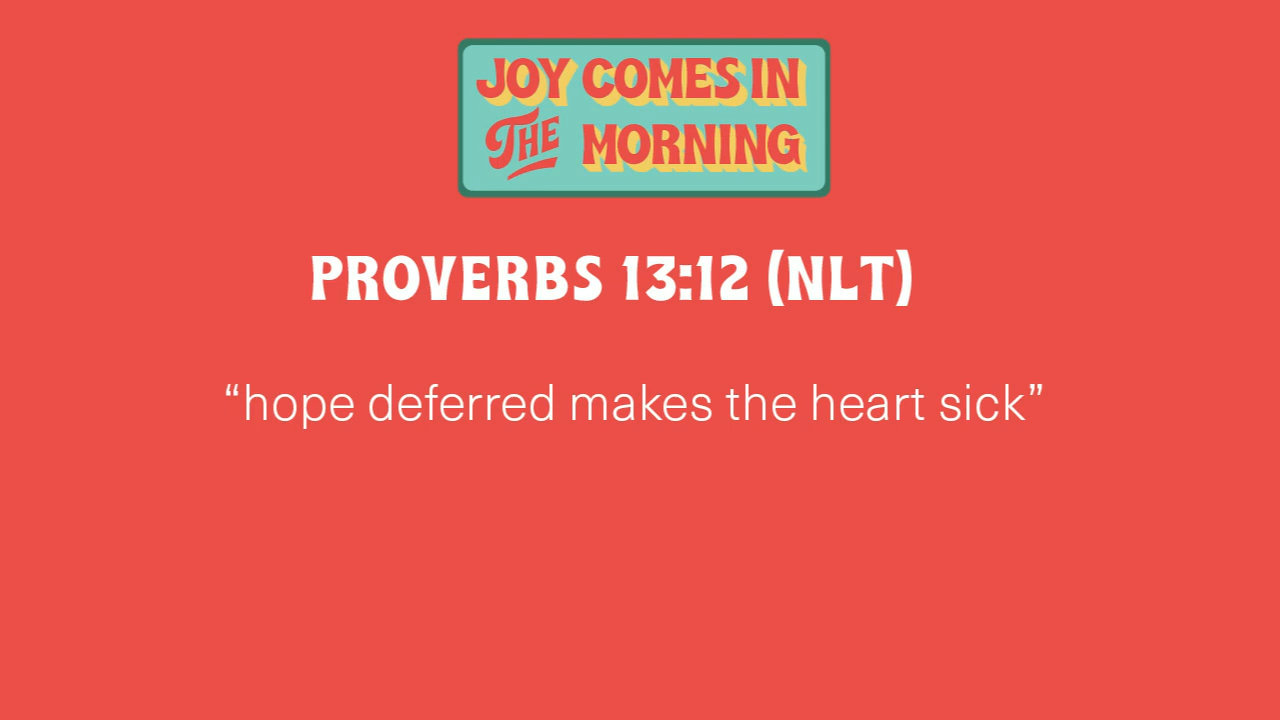 JOY COMES IN
THE MORNING
PROVERBS 13:12 (NLT)
“hope deferred makes the heart sick”